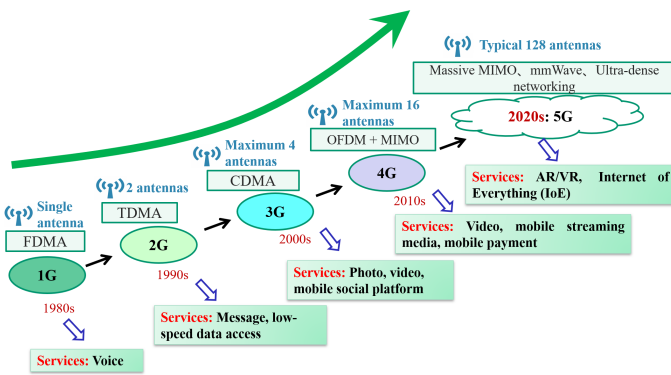 Single
antenna
FDMA
1G
1980s
Services: Voice
2 antennas
TDMA
2G
1990s
Services: Message, low-
speed data access
Maximum 4
antennas
CDMA
3G
2000s
Services: Photo, video,
mobile social platform
Maximum 16
antennas
OFDM + MIMO
4G
2010s
Services: Video, mobile streaming
media, mobile payment
Typical 128 antennas
Massive MIMO、mmWave、Ultra-dense
networking
2020s: 5G
Services: AR/VR, Internet of
Everything (IoE)